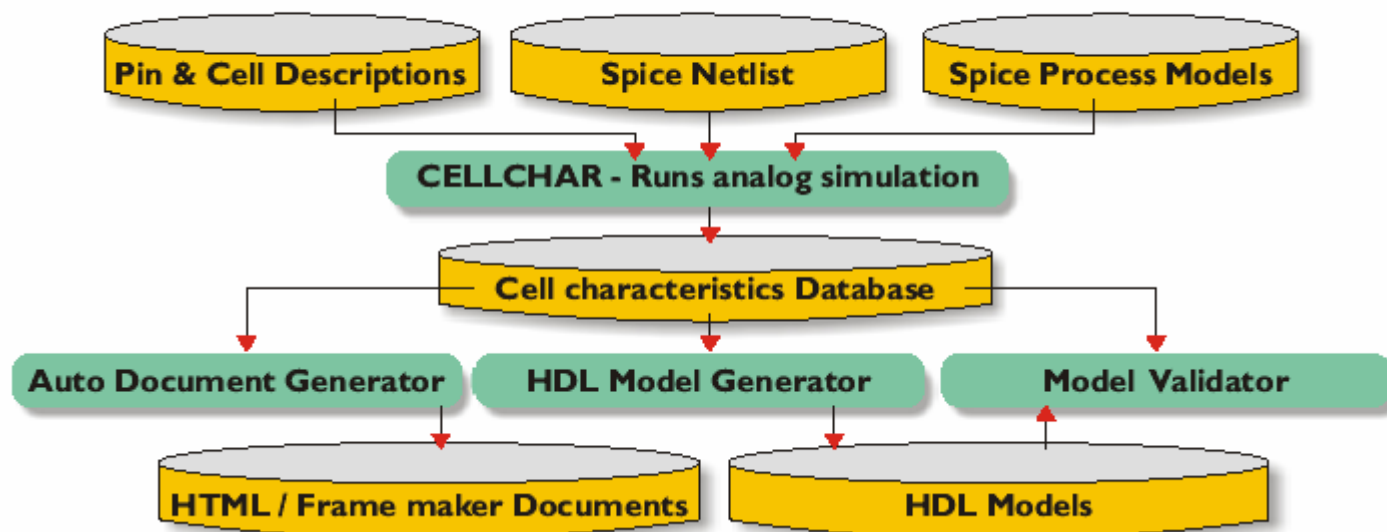 Pin & Cell Descriptions
Spice Netlist
Spice Process Models
CELLCHAR - Runs analog simulation
Cell characteristics Database
Auto Document Generator
HDL Model Generator
Model Validator
HTML / Frame maker Documents
HDL Models